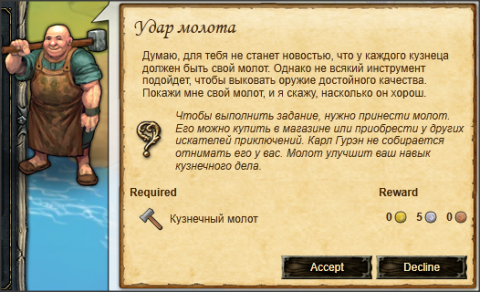 Удар молота
Думаю, для тебя не станет новостью, что у каждого кузнеца
должен быть свой молот. Однако не всякий инструмент
подойдет, чтобы выковать оружие достойного качества.
Покажи мне свой молот, и я скажу, насколько он хорош.
Чтобы выполнить задание, нужно принести молот.
Его можно купить в магазине или приобрести у других
искателей приключений. Карл Гурэн не собирается
отнимать его у вас. Молот улучшит ваш навык
кузнечного дела.
Required Reward
Кузнечный молот 0 5 0
Accept Decline